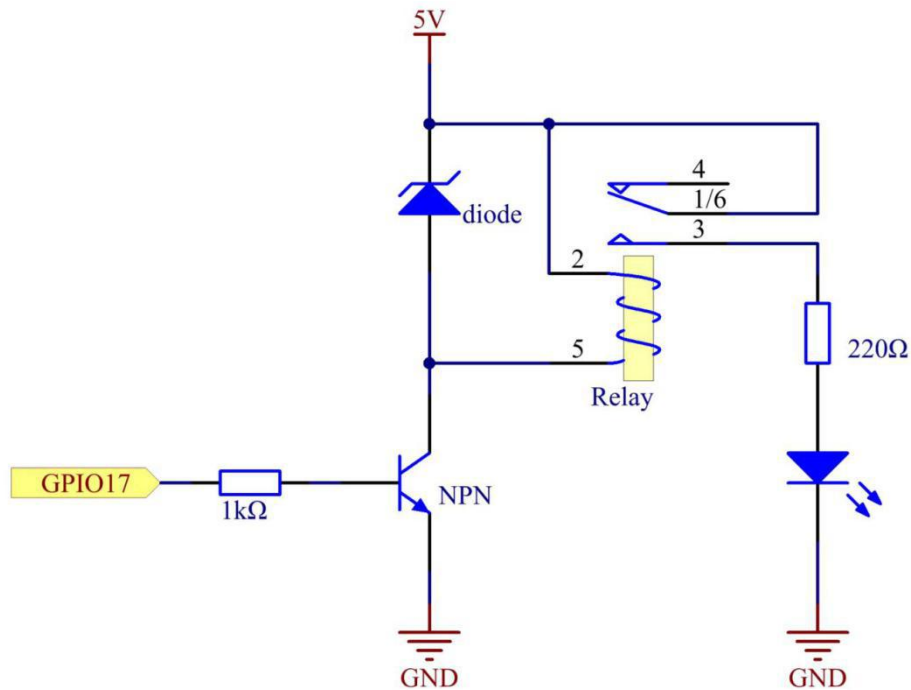 5V
4
1/6
diode
3
2
5
220Ω
Relay
GPIO17
NPN
1kΩ
GND
GND